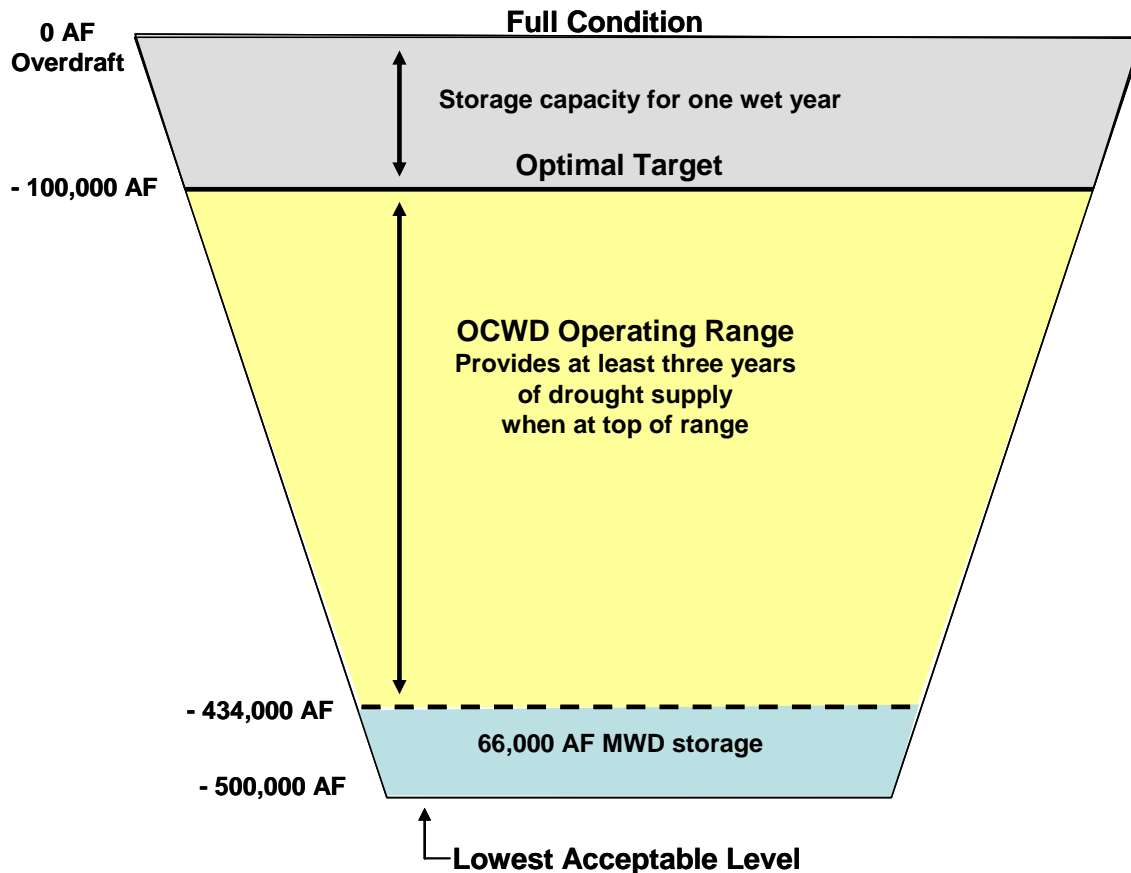 Full Condition
0 AF
Overdraft
Storage capacity for one wet year
Optimal Target
- 100,000 AF
OCWD Operating Range
Provides at least three years
of drought supply
when at top of range
- 434,000 AF
66,000 AF MWD storage
- 500,000 AF
Lowest Acceptable Level